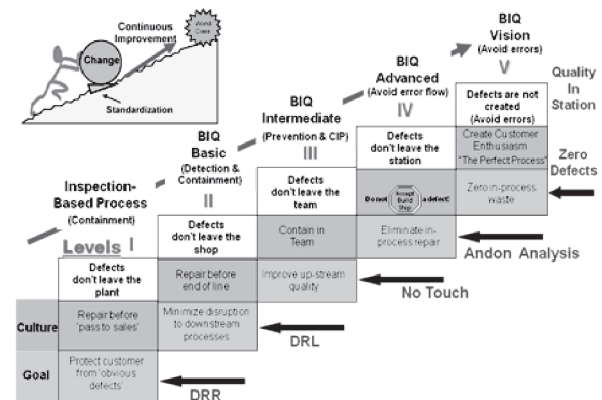 Continuous
Improvement
World
Class
Change
Standardization
BIQ
Vision
(Avoid errors)
V
Quality
In
Station
BIQ
Advanced
(Avoid error flow)
IV
Defects are not
created
(Avoid errors)
BIQ
Intermediate
(Prevention & CIP)
III
Defects
don't leave the
station
Create Customer
Enthusiasm
"The Perfect Process"
Zero
Defects
BIQ
Basic
(Detection &
Containment)
II
Defects
don't leave the
team
Do not
Accept
Build
Ship
a defect!
Zero in-process
waste
Inspection-
Based Process
(Containment)
Levels I
Defects
don't leave the
shop
Contain in
Team
Eliminate in-
process repair
Andon Analysis
Defects
don't leave the
plant
Repair before
end of line
Improve up-stream
quality
No Touch
Culture
Repair before
'pass to sales'
Minimize disruption
to downstream
processes
DRL
Goal
Protect customer
from 'obvious
defects'
DRR